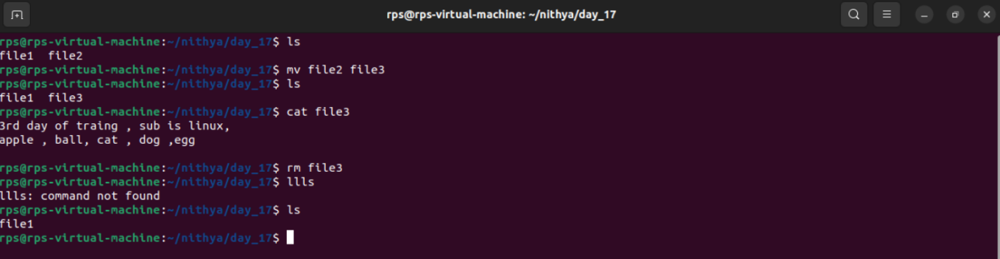 rps@rps-virtual-machine: ~/nithya/day_17
rps@rps-virtual-machine:~/nithya/day_17$ ls
file1  file2
rps@rps-virtual-machine:~/nithya/day_17$ mv file2 file3
rps@rps-virtual-machine:~/nithya/day_17$ ls
file1  file3
rps@rps-virtual-machine:~/nithya/day_17$ cat file3
3rd day of traing , sub is linux,
apple , ball, cat , dog ,egg
rps@rps-virtual-machine:~/nithya/day_17$ rm file3
rps@rps-virtual-machine:~/nithya/day_17$ llls
llls: command not found
rps@rps-virtual-machine:~/nithya/day_17$ ls
file1
rps@rps-virtual-machine:~/nithya/day_17$